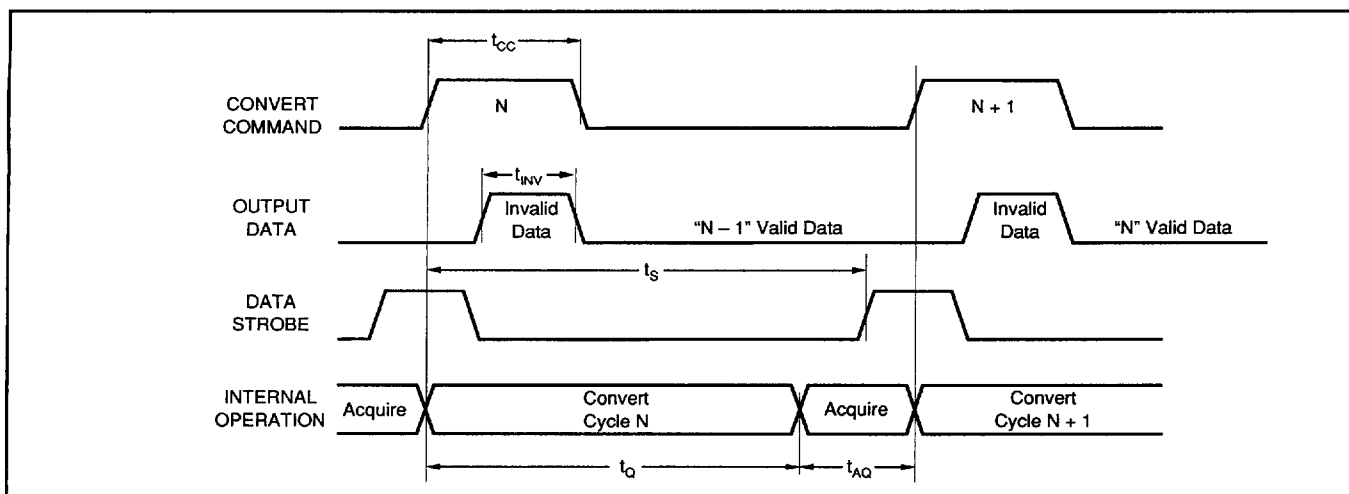 t_CC
CONVERT
COMMAND
N
N + 1
t_INV
OUTPUT
DATA
Invalid
Data
"N – 1" Valid Data
Invalid
Data
"N" Valid Data
t_S
DATA
STROBE
INTERNAL
OPERATION
Acquire
Convert
Cycle N
Acquire
Convert
Cycle N + 1
t_Q
t_AQ